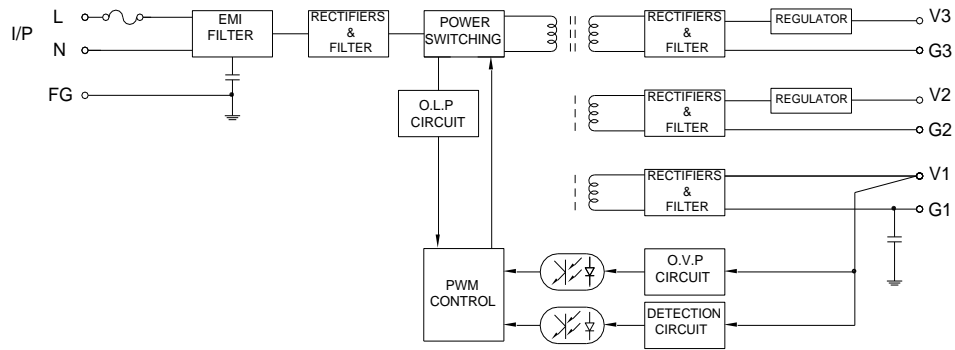 I/P
L
N
FG
EMI
FILTER
RECTIFIERS
&
FILTER
POWER
SWITCHING
O.L.P
CIRCUIT
PWM
CONTROL
RECTIFIERS
&
FILTER
REGULATOR
V3
G3
RECTIFIERS
&
FILTER
REGULATOR
V2
G2
RECTIFIERS
&
FILTER
V1
G1
O.V.P
CIRCUIT
DETECTION
CIRCUIT